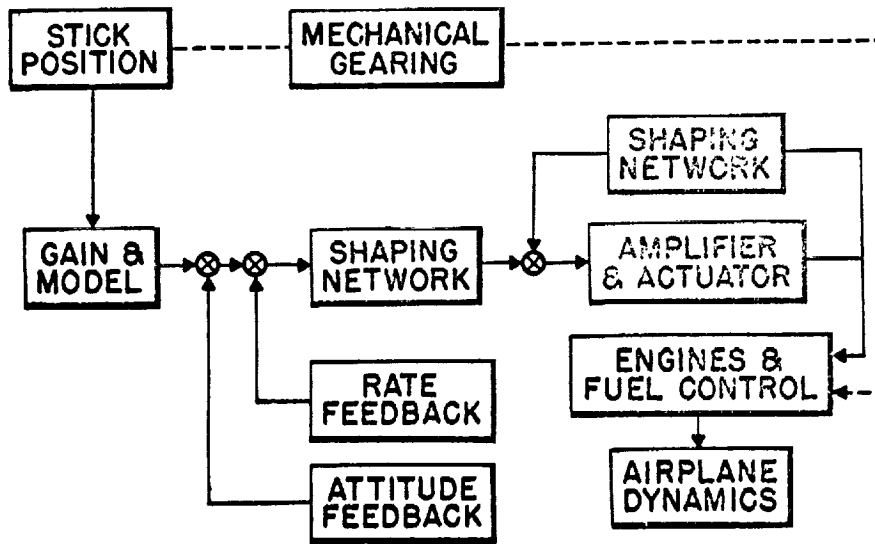 STICK
POSITION
MECHANICAL
GEARING
SHAPING
NETWORK
GAIN &
MODEL
SHAPING
NETWORK
AMPLIFIER
& ACTUATOR
ENGINES &
FUEL CONTROL
RATE
FEEDBACK
ATTITUDE
FEEDBACK
AIRPLANE
DYNAMICS